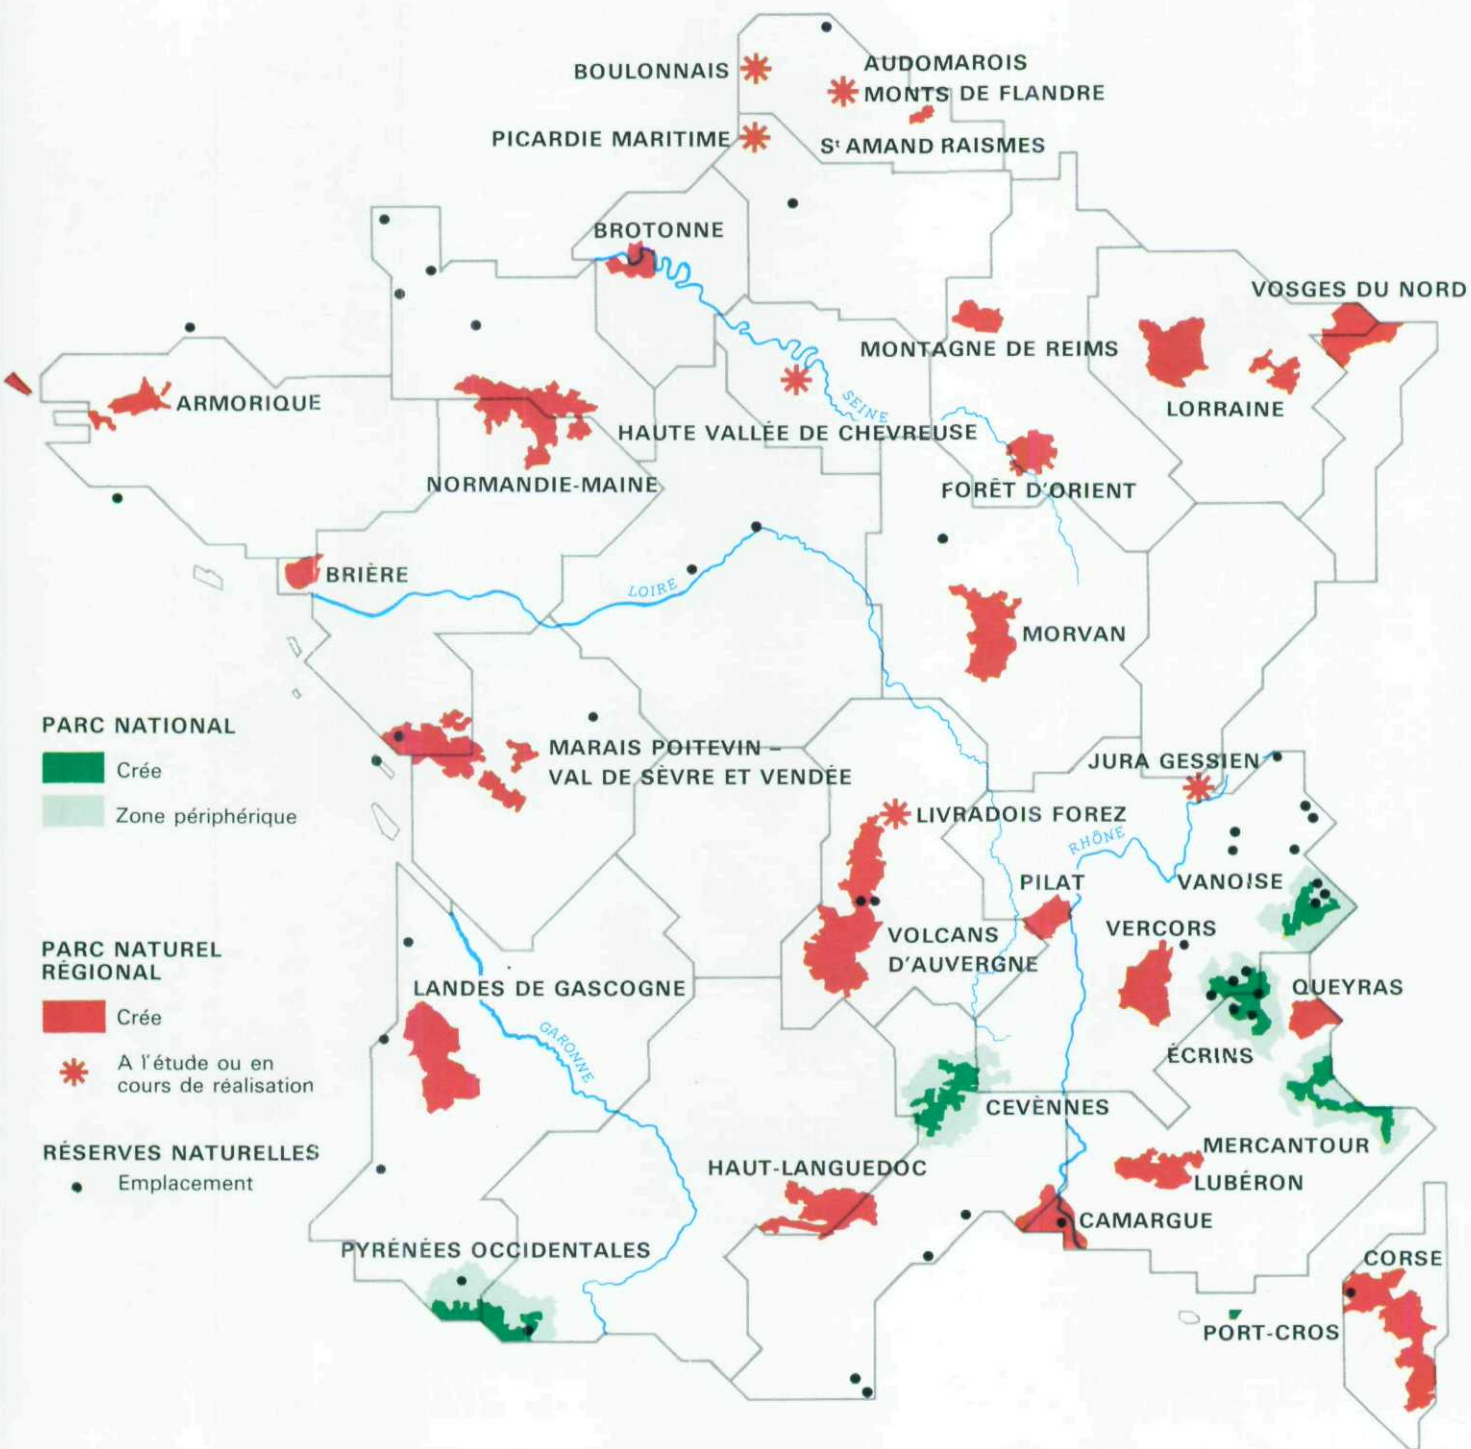 BOULONNAIS
AUDOMAROIS
MONTS DE FLANDRE
PICARDIE MARITIME
St AMAND RAISMES
BROTONNE
VOSGES DU NORD
MONTAGNE DE REIMS
ARMORIQUE
SEINE
LORRAINE
HAUTE VALLÉE DE CHEVREUSE
NORMANDIE-MAINE
FORÊT D'ORIENT
BRIÈRE
LOIRE
MORVAN
PARC NATIONAL
Crée
Zone périphérique
MARAIS POITEVIN –
VAL DE SÈVRE ET VENDÉE
JURA GESSIEN
LIVRADOIS FOREZ
RHÔNE
PILAT
VANOISE
VERCORS
VOLCANS
D'AUVERGNE
PARC NATUREL
RÉGIONAL
Crée
A l'étude ou en
cours de réalisation
LANDES DE GASCOGNE
QUEYRAS
GARONNE
ÉCRINS
CEVÈNNES
RÉSERVES NATURELLES
Emplacement
MERCANTOUR
HAUT-LANGUEDOC
LUBÉRON
CAMARGUE
PYRÉNÉES OCCIDENTALES
CORSE
PORT-CROS